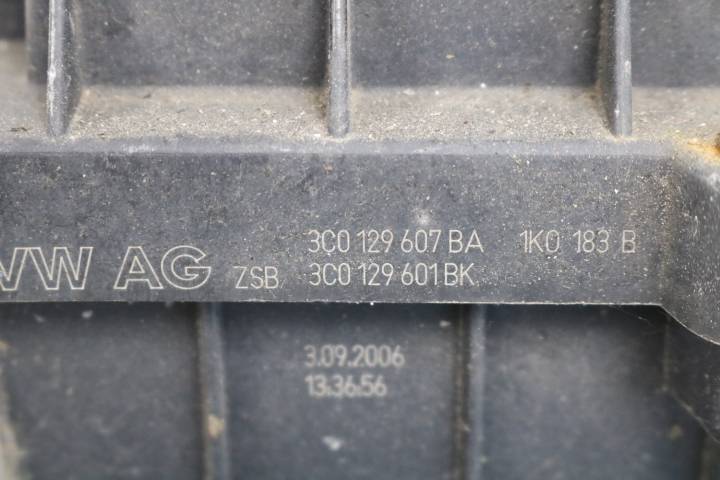 3C0 129 607 BA 1K0 183 B
VW AG ZSB 3C0 129 601 BK
3.09.2006
13.36.56